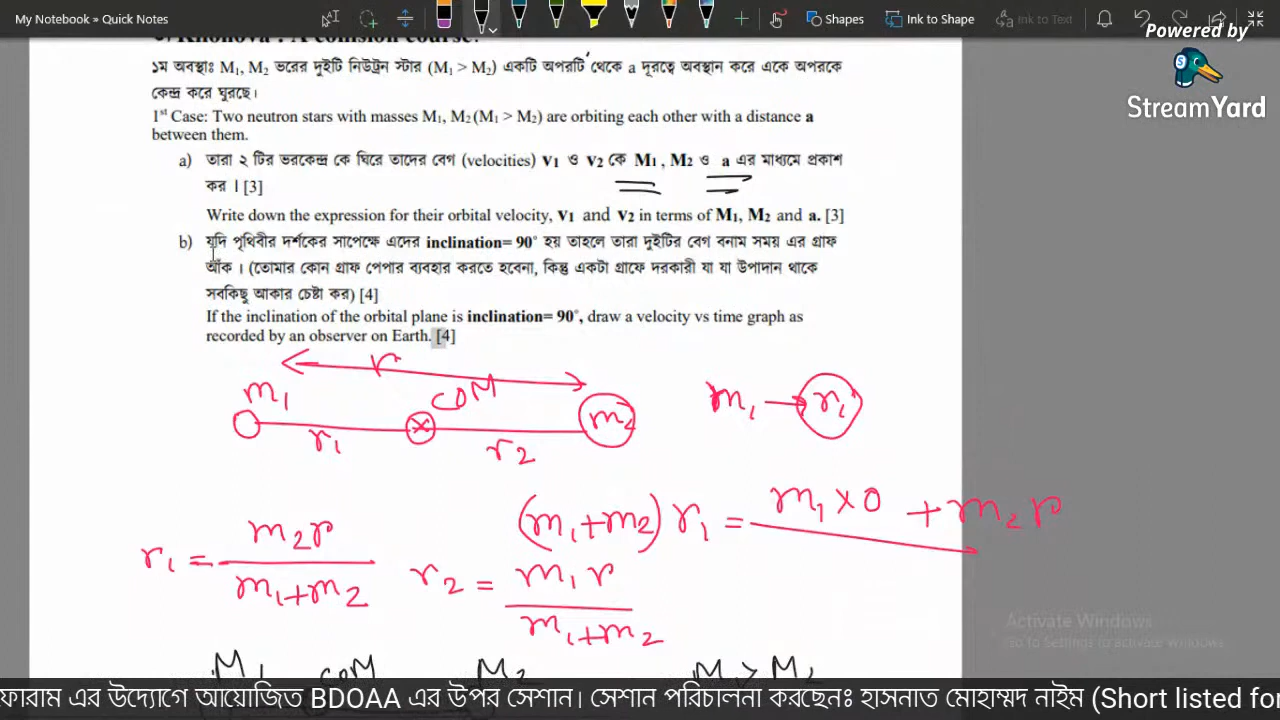 My Notebook » Quick Notes
Shapes
Ink to Shape
Ink to Text
Powered by
StreamYard
Kilonova : A collision course!
১ম অবস্থাঃ M₁, M₂ ভরের দুইটি নিউট্রন স্টার (M₁ > M₂) একটি অপরটি থেকে a দূরত্বে অবস্থান করে একে অপরকে
কেন্দ্র করে ঘুরছে।
1st Case: Two neutron stars with masses M₁, M₂ (M₁ > M₂) are orbiting each other with a distance a
between them.
a) তারা ২ টির ভরকেন্দ্র কে ঘিরে তাদের বেগ (velocities) v₁ ও v₂ কে M₁ , M₂ ও a এর মাধ্যমে প্রকাশ
কর । [3]
Write down the expression for their orbital velocity, v₁ and v₂ in terms of M₁, M₂ and a. [3]
b) যদি পৃথিবীর দর্শকের সাপেক্ষে এদের inclination= 90° হয় তাহলে তারা দুইটির বেগ বনাম সময় এর গ্রাফ
আঁক । (তোমার কোন গ্রাফ পেপার ব্যবহার করতে হবেনা, কিন্তু একটা গ্রাফে দরকারী যা যা উপাদান থাকে
সবকিছু আকার চেষ্টা কর) [4]
If the inclination of the orbital plane is inclination= 90°, draw a velocity vs time graph as
recorded by an observer on Earth. [4]
r
m₁ COM m₂
r₁ r₂
m₁ → r₁
(m₁+m₂) r₁ = m₁×0 + m₂r
r₁ = m₂r / m₁+m₂ r₂ = m₁r / m₁+m₂
M₁ COM M₂ M₁ > M₂
Activate Windows
Go to Settings to activate Windows.
ফোরাম এর উদ্যোগে আয়োজিত BDOAA এর উপর সেশান। সেশান পরিচালনা করছেনঃ হাসনাত মোহাম্মদ নাইম (Short listed for